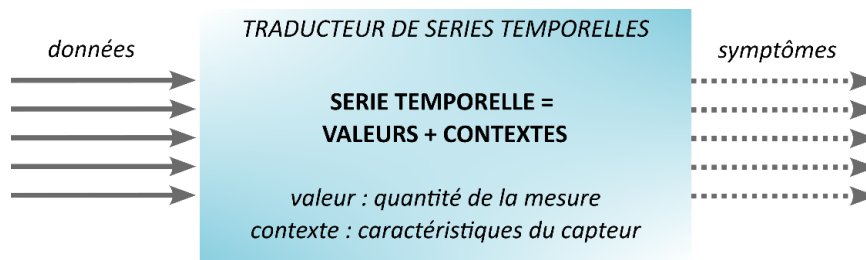 TRADUCTEUR DE SERIES TEMPORELLES
données
symptômes
SERIE TEMPORELLE =
VALEURS + CONTEXTES
valeur : quantité de la mesure
contexte : caractéristiques du capteur